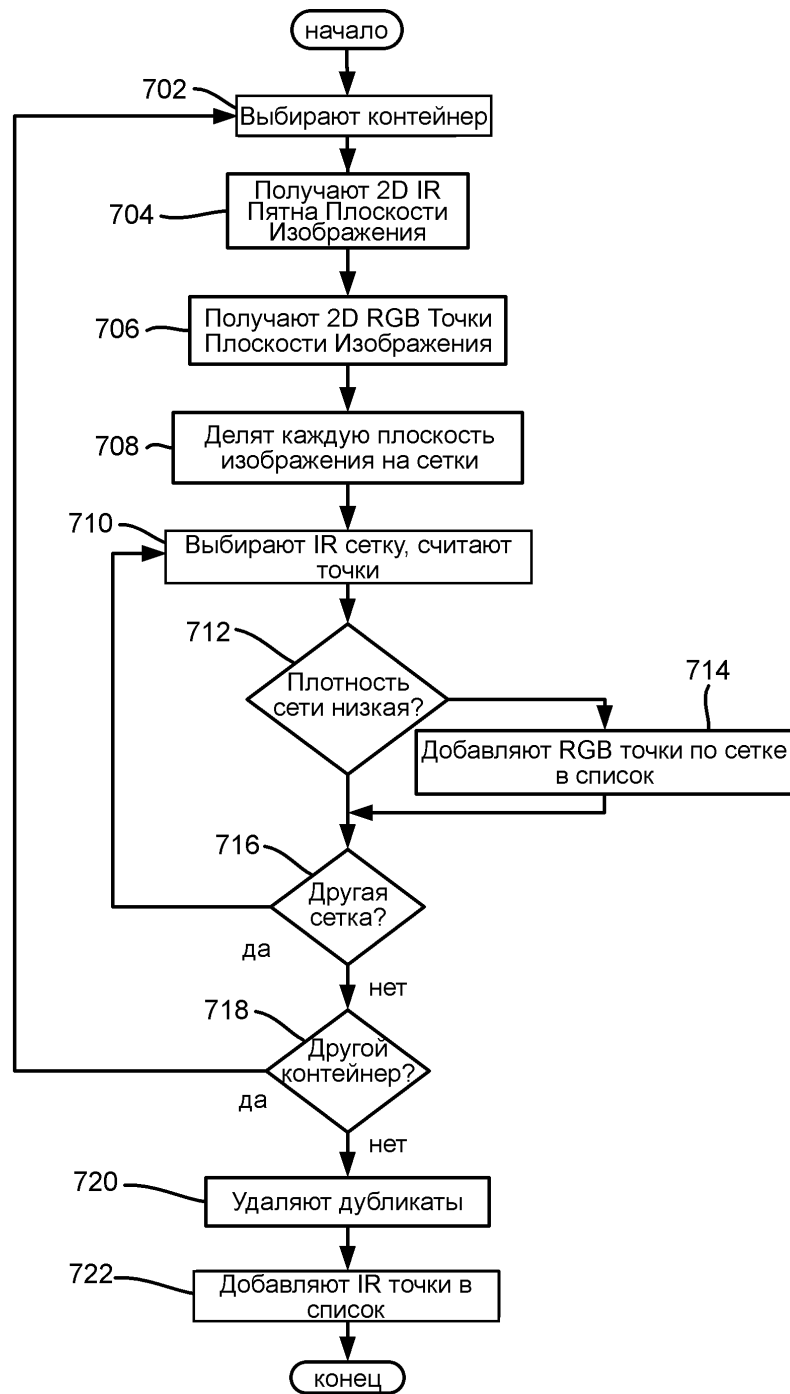 начало
702
Выбирают контейнер
704
Получают 2D IR
Пятна Плоскости
Изображения
706
Получают 2D RGB Точки
Плоскости Изображения
708
Делят каждую плоскость
изображения на сетки
710
Выбирают IR сетку, считают
точки
712
Плотность
сети низкая?
714
Добавляют RGB точки по сетке
в список
716
Другая
сетка?
да
нет
718
Другой
контейнер?
да
нет
720
Удаляют дубликаты
722
Добавляют IR точки в
список
конец